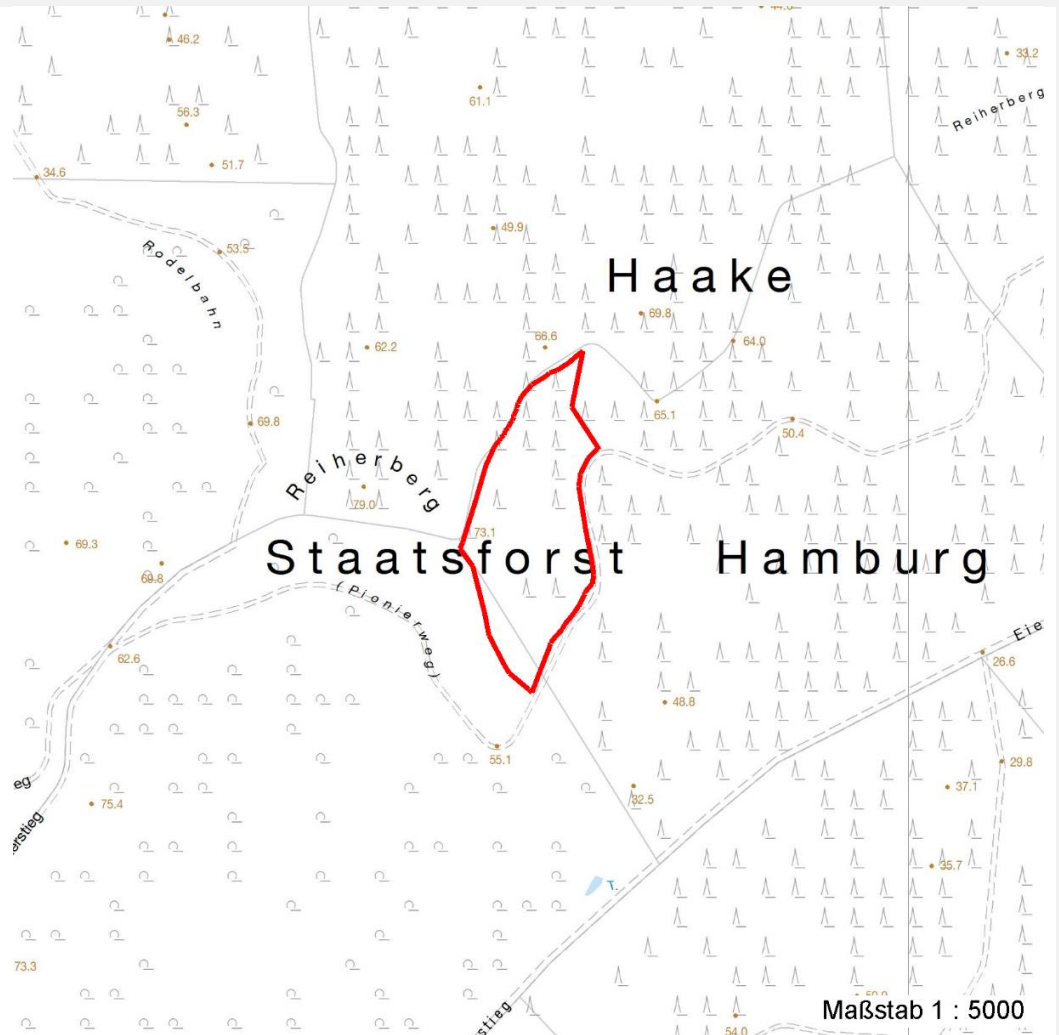 46.2
33.2
61.1
Reiherberg
56.3
51.7
34.6
49.9
53.5
Rodelbahn
Haake
69.8
66.6
62.2
64.0
65.1
69.8
50.4
Reiherberg
79.0
73.1
69.3
Staatsforst Hamburg
69.8
(Pionierweg)
Eie
62.6
26.6
48.8
55.1
29.8
eg
32.5
37.1
75.4
erstieg
35.7
T.
73.3
stieg
Maßstab 1 : 5000
54.0